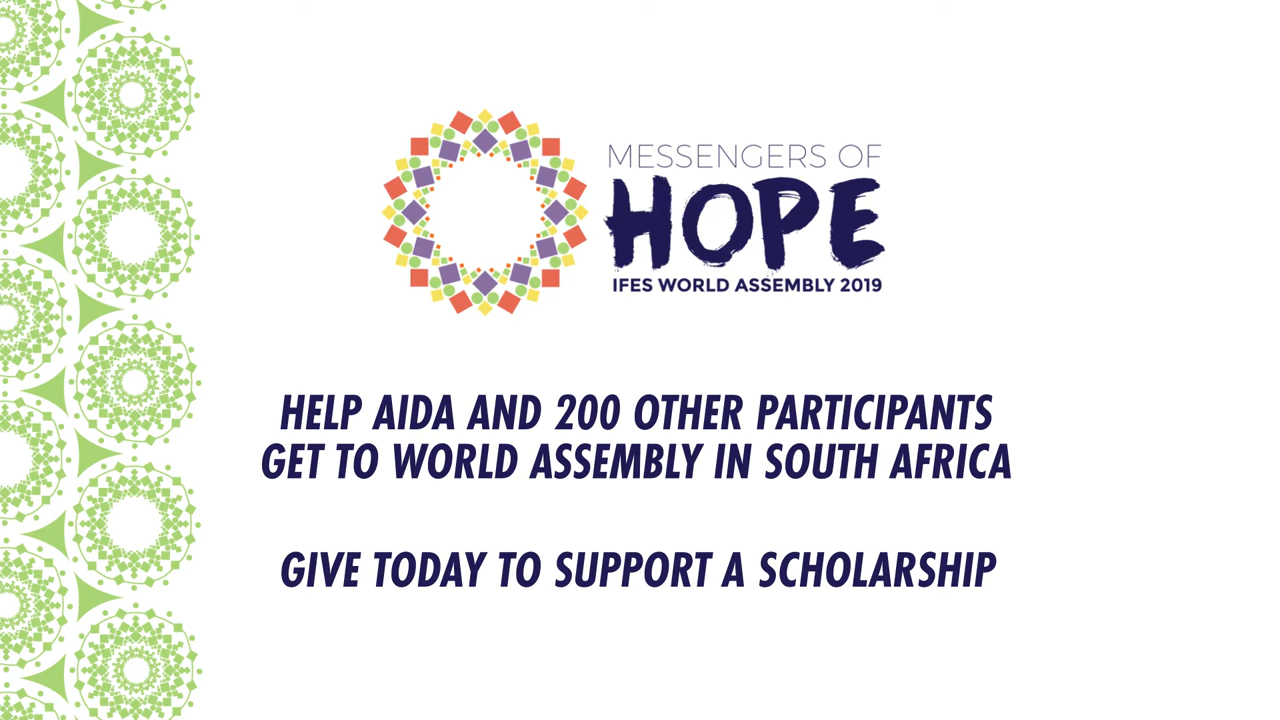 MESSENGERS OF
HOPE
IFES WORLD ASSEMBLY 2019
HELP AIDA AND 200 OTHER PARTICIPANTS
GET TO WORLD ASSEMBLY IN SOUTH AFRICA
GIVE TODAY TO SUPPORT A SCHOLARSHIP